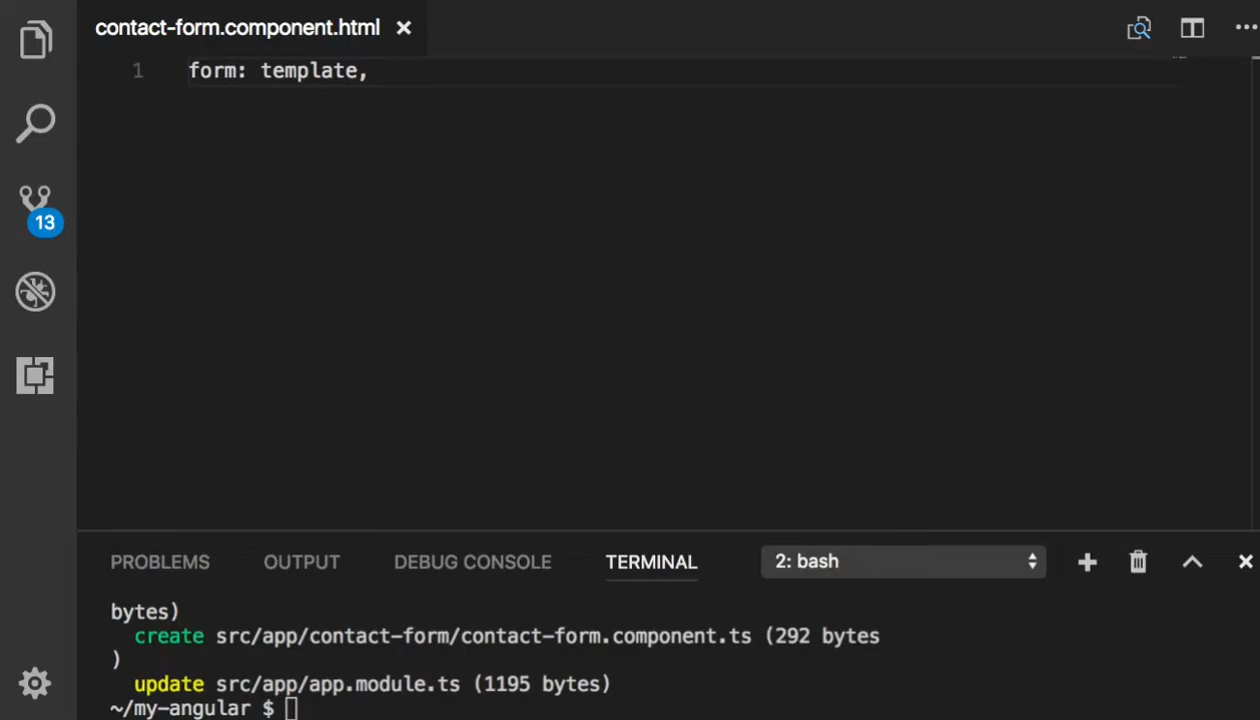 contact-form.component.html
1 form: template,
13
PROBLEMS OUTPUT DEBUG CONSOLE TERMINAL 2: bash
bytes)
create src/app/contact-form/contact-form.component.ts (292 bytes
)
update src/app/app.module.ts (1195 bytes)
~/my-angular $